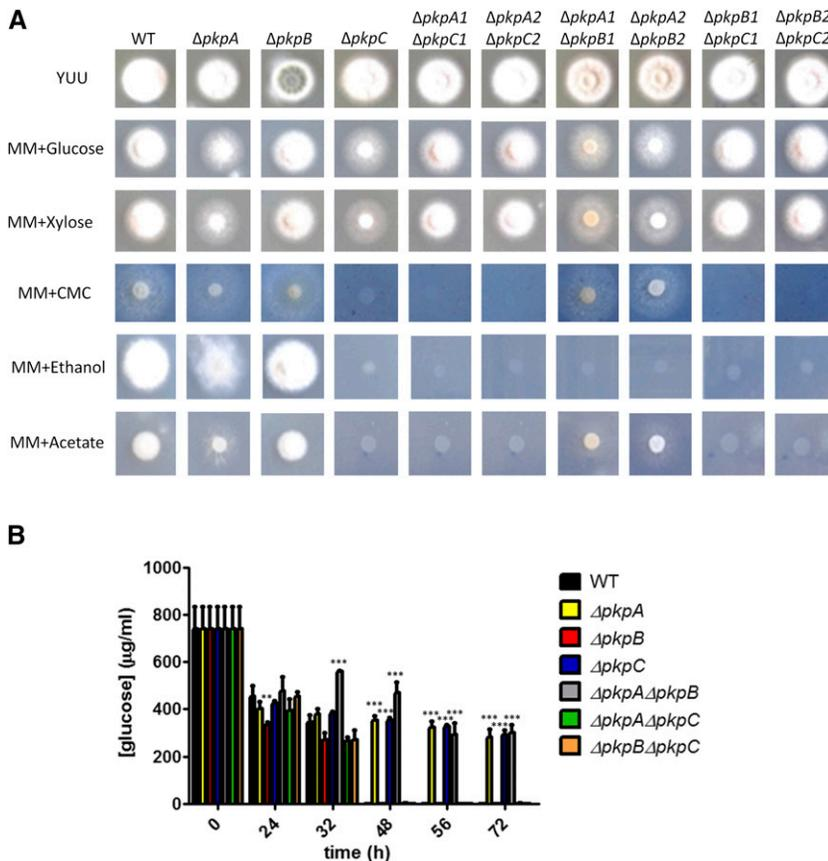 A
WT ΔpkpA ΔpkpB ΔpkpC ΔpkpA1 ΔpkpA2 ΔpkpA1 ΔpkpA2 ΔpkpB1 ΔpkpB2
ΔpkpC1 ΔpkpC2 ΔpkpB1 ΔpkpB2 ΔpkpC1 ΔpkpC2
YUU
MM+Glucose
MM+Xylose
MM+CMC
MM+Ethanol
MM+Acetate
B
[glucose] (µg/ml)
1000
800
600
400
200
0
** *** *** *** *** *** *** *** *** *** ***
0 24 32 48 56 72
time (h)
WT
ΔpkpA
ΔpkpB
ΔpkpC
ΔpkpAΔpkpB
ΔpkpAΔpkpC
ΔpkpBΔpkpC